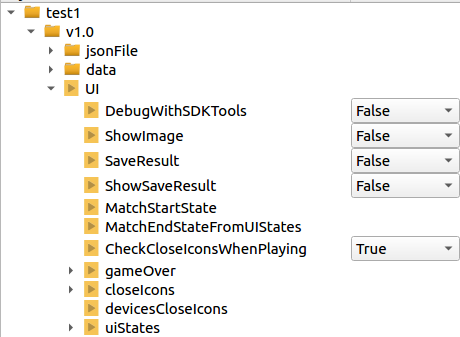 test1
v1.0
jsonFile
data
UI
DebugWithSDKTools False
ShowImage False
SaveResult False
ShowSaveResult False
MatchStartState
MatchEndStateFromUIStates
CheckCloseIconsWhenPlaying True
gameOver
closeIcons
devicesCloseIcons
uiStates